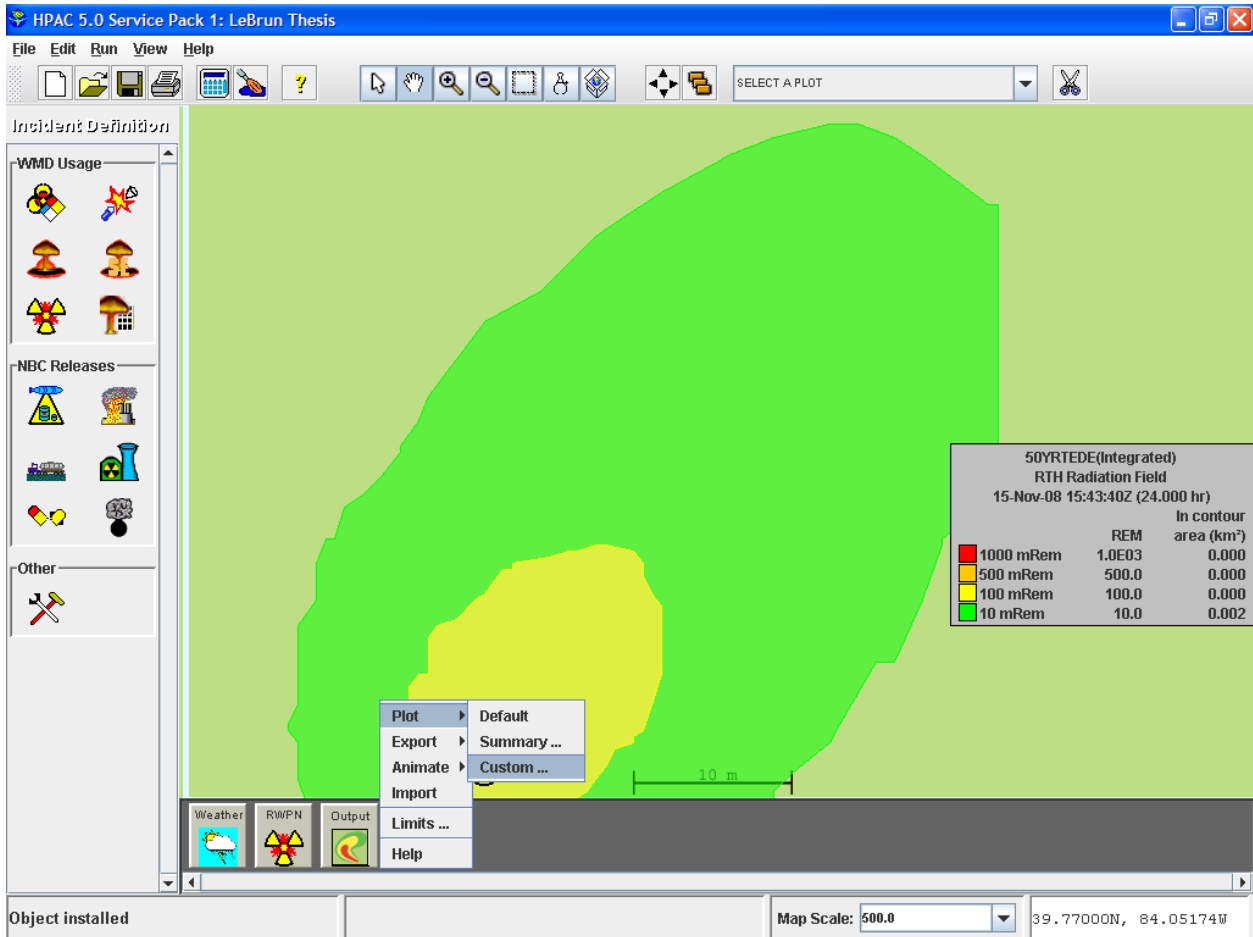 HPAC 5.0 Service Pack 1: LeBrun Thesis
File Edit Run View Help
?
SELECT A PLOT
Incident Definition
WMD Usage
NBC Releases
Other
50YRTEDE(Integrated)
RTH Radiation Field
15-Nov-08 15:43:40Z (24.000 hr)
In contour
REM area (km²)
1000 mRem 1.0E03 0.000
500 mRem 500.0 0.000
100 mRem 100.0 0.000
10 mRem 10.0 0.002
Plot Default
Export Summary ...
Animate Custom ...
Import
Limits ...
Help
10 m
Weather RWPN Output
Object installed
Map Scale: 500.0
39.77000N, 84.05174W